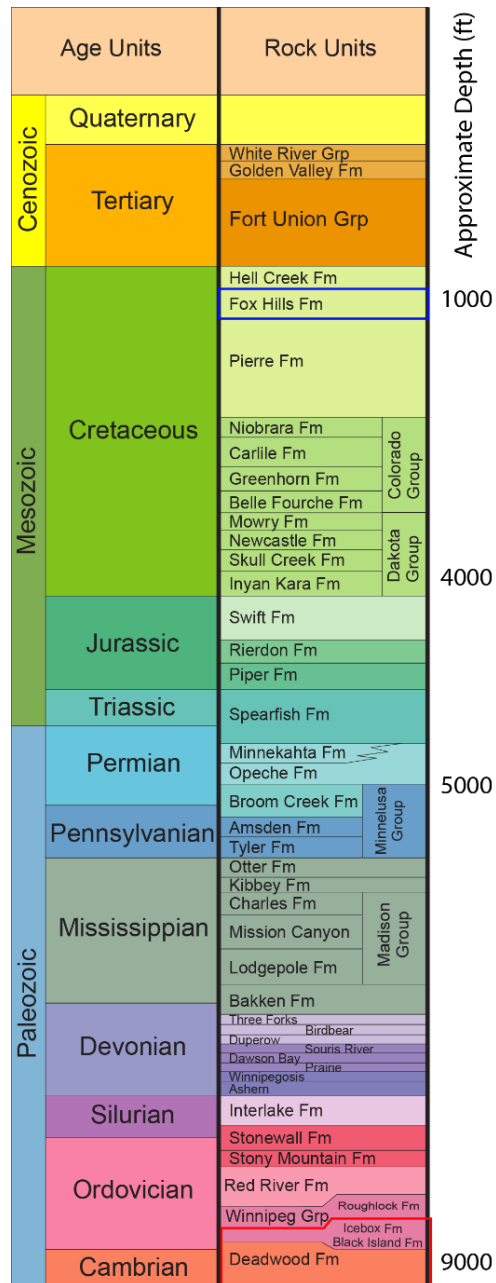 Age Units
Rock Units
Approximate Depth (ft)
Cenozoic
Quaternary
Tertiary
White River Grp
Golden Valley Fm
Fort Union Grp
Mesozoic
Cretaceous
Hell Creek Fm
Fox Hills Fm
1000
Pierre Fm
Niobrara Fm
Carlile Fm
Greenhorn Fm
Belle Fourche Fm
Colorado
Group
Mowry Fm
Newcastle Fm
Skull Creek Fm
Inyan Kara Fm
Dakota
Group
4000
Jurassic
Swift Fm
Rierdon Fm
Piper Fm
Triassic
Spearfish Fm
Paleozoic
Permian
Minnekahta Fm
Opeche Fm
5000
Broom Creek Fm
Pennsylvanian
Amsden Fm
Tyler Fm
Minnelusa
Group
Mississippian
Otter Fm
Kibbey Fm
Charles Fm
Mission Canyon
Lodgepole Fm
Madison
Group
Bakken Fm
Devonian
Three Forks
Birdbear
Duperow
Souris River
Dawson Bay
Prairie
Winnipegosis
Ashern
Silurian
Interlake Fm
Ordovician
Stonewall Fm
Stony Mountain Fm
Red River Fm
Roughlock Fm
Winnipeg Grp
Icebox Fm
Black Island Fm
Cambrian
Deadwood Fm
9000